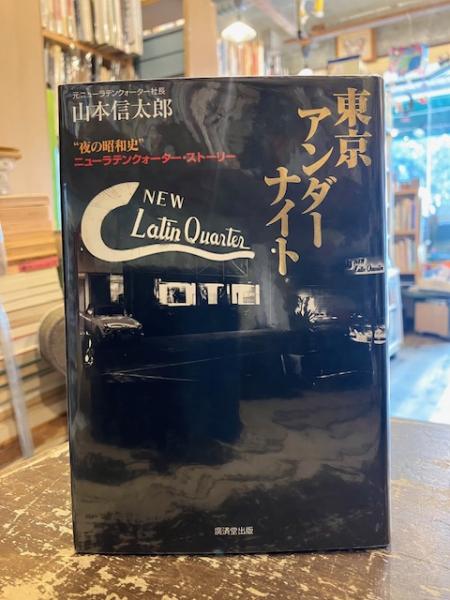 東京
アンダー
ナイト
元ニューラテンクォーター社長
山本信太郎
“夜の昭和史”
ニューラテンクォーター・ストーリー
NEW
Latin Quarter
Latin Quarter
廣済堂出版